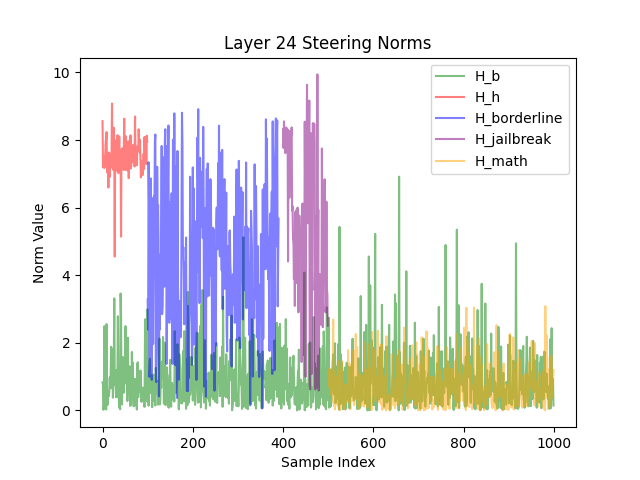 Layer 24 Steering Norms
H_b
H_h
H_borderline
H_jailbreak
H_math
Norm Value
10
8
6
4
2
0
0 200 400 600 800 1000
Sample Index